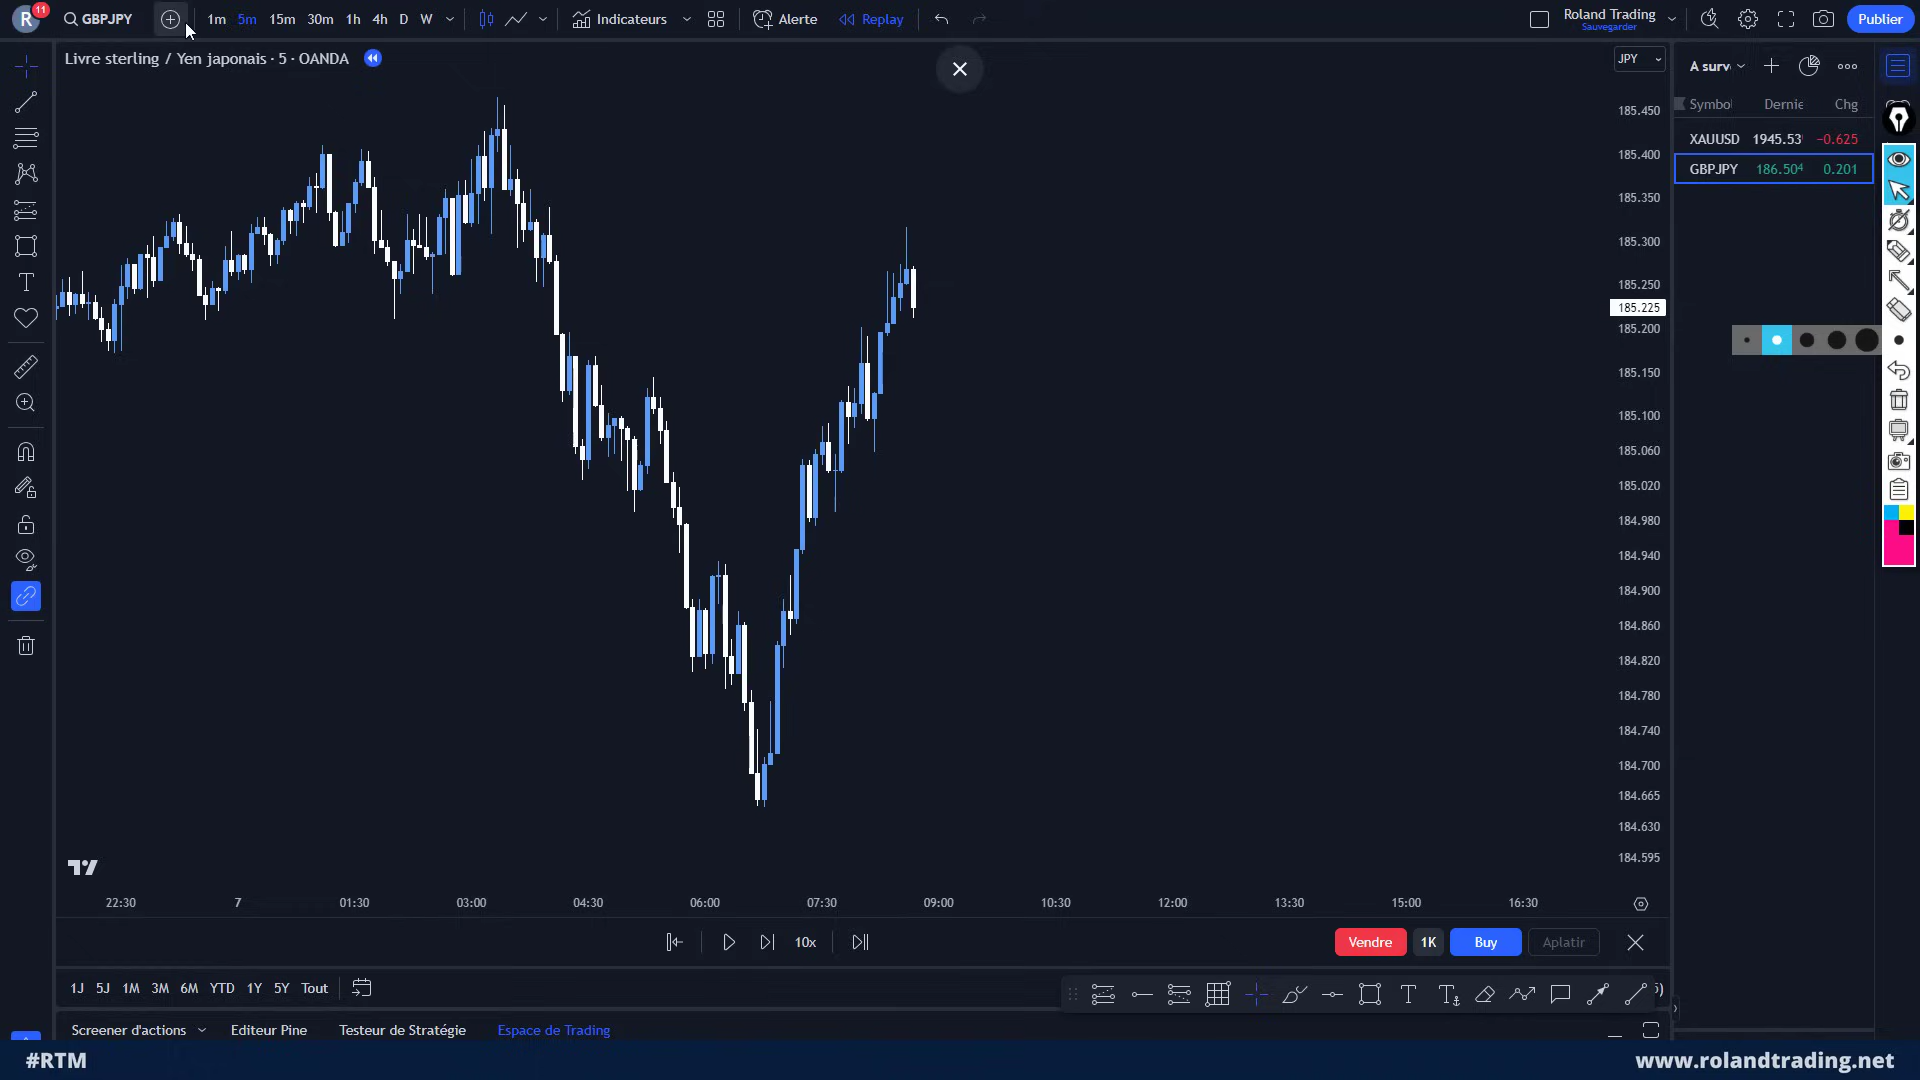 R 11 GBPJPY 1m 5m 15m 30m 1h 4h D W Indicateurs Alerte Replay Roland Trading Publier
Sauvegarder
Livre sterling / Yen japonais · 5 · OANDA
JPY
A surv
Symbol Dernie Chg
XAUUSD 1945.53 −0.625
GBPJPY 186.504 0.201
185.450
185.400
185.350
185.300
185.250
185.225
185.200
185.150
185.100
185.060
185.020
184.980
184.940
184.900
184.860
184.820
184.780
184.740
184.700
184.665
184.630
184.595
22:30 7 01:30 03:00 04:30 06:00 07:30 09:00 10:30 12:00 13:30 15:00 16:30
10x Vendre 1K Buy Aplatir
1J 5J 1M 3M 6M YTD 1Y 5Y Tout
Screener d'actions Editeur Pine Testeur de Stratégie Espace de Trading
#RTM www.rolandtrading.net